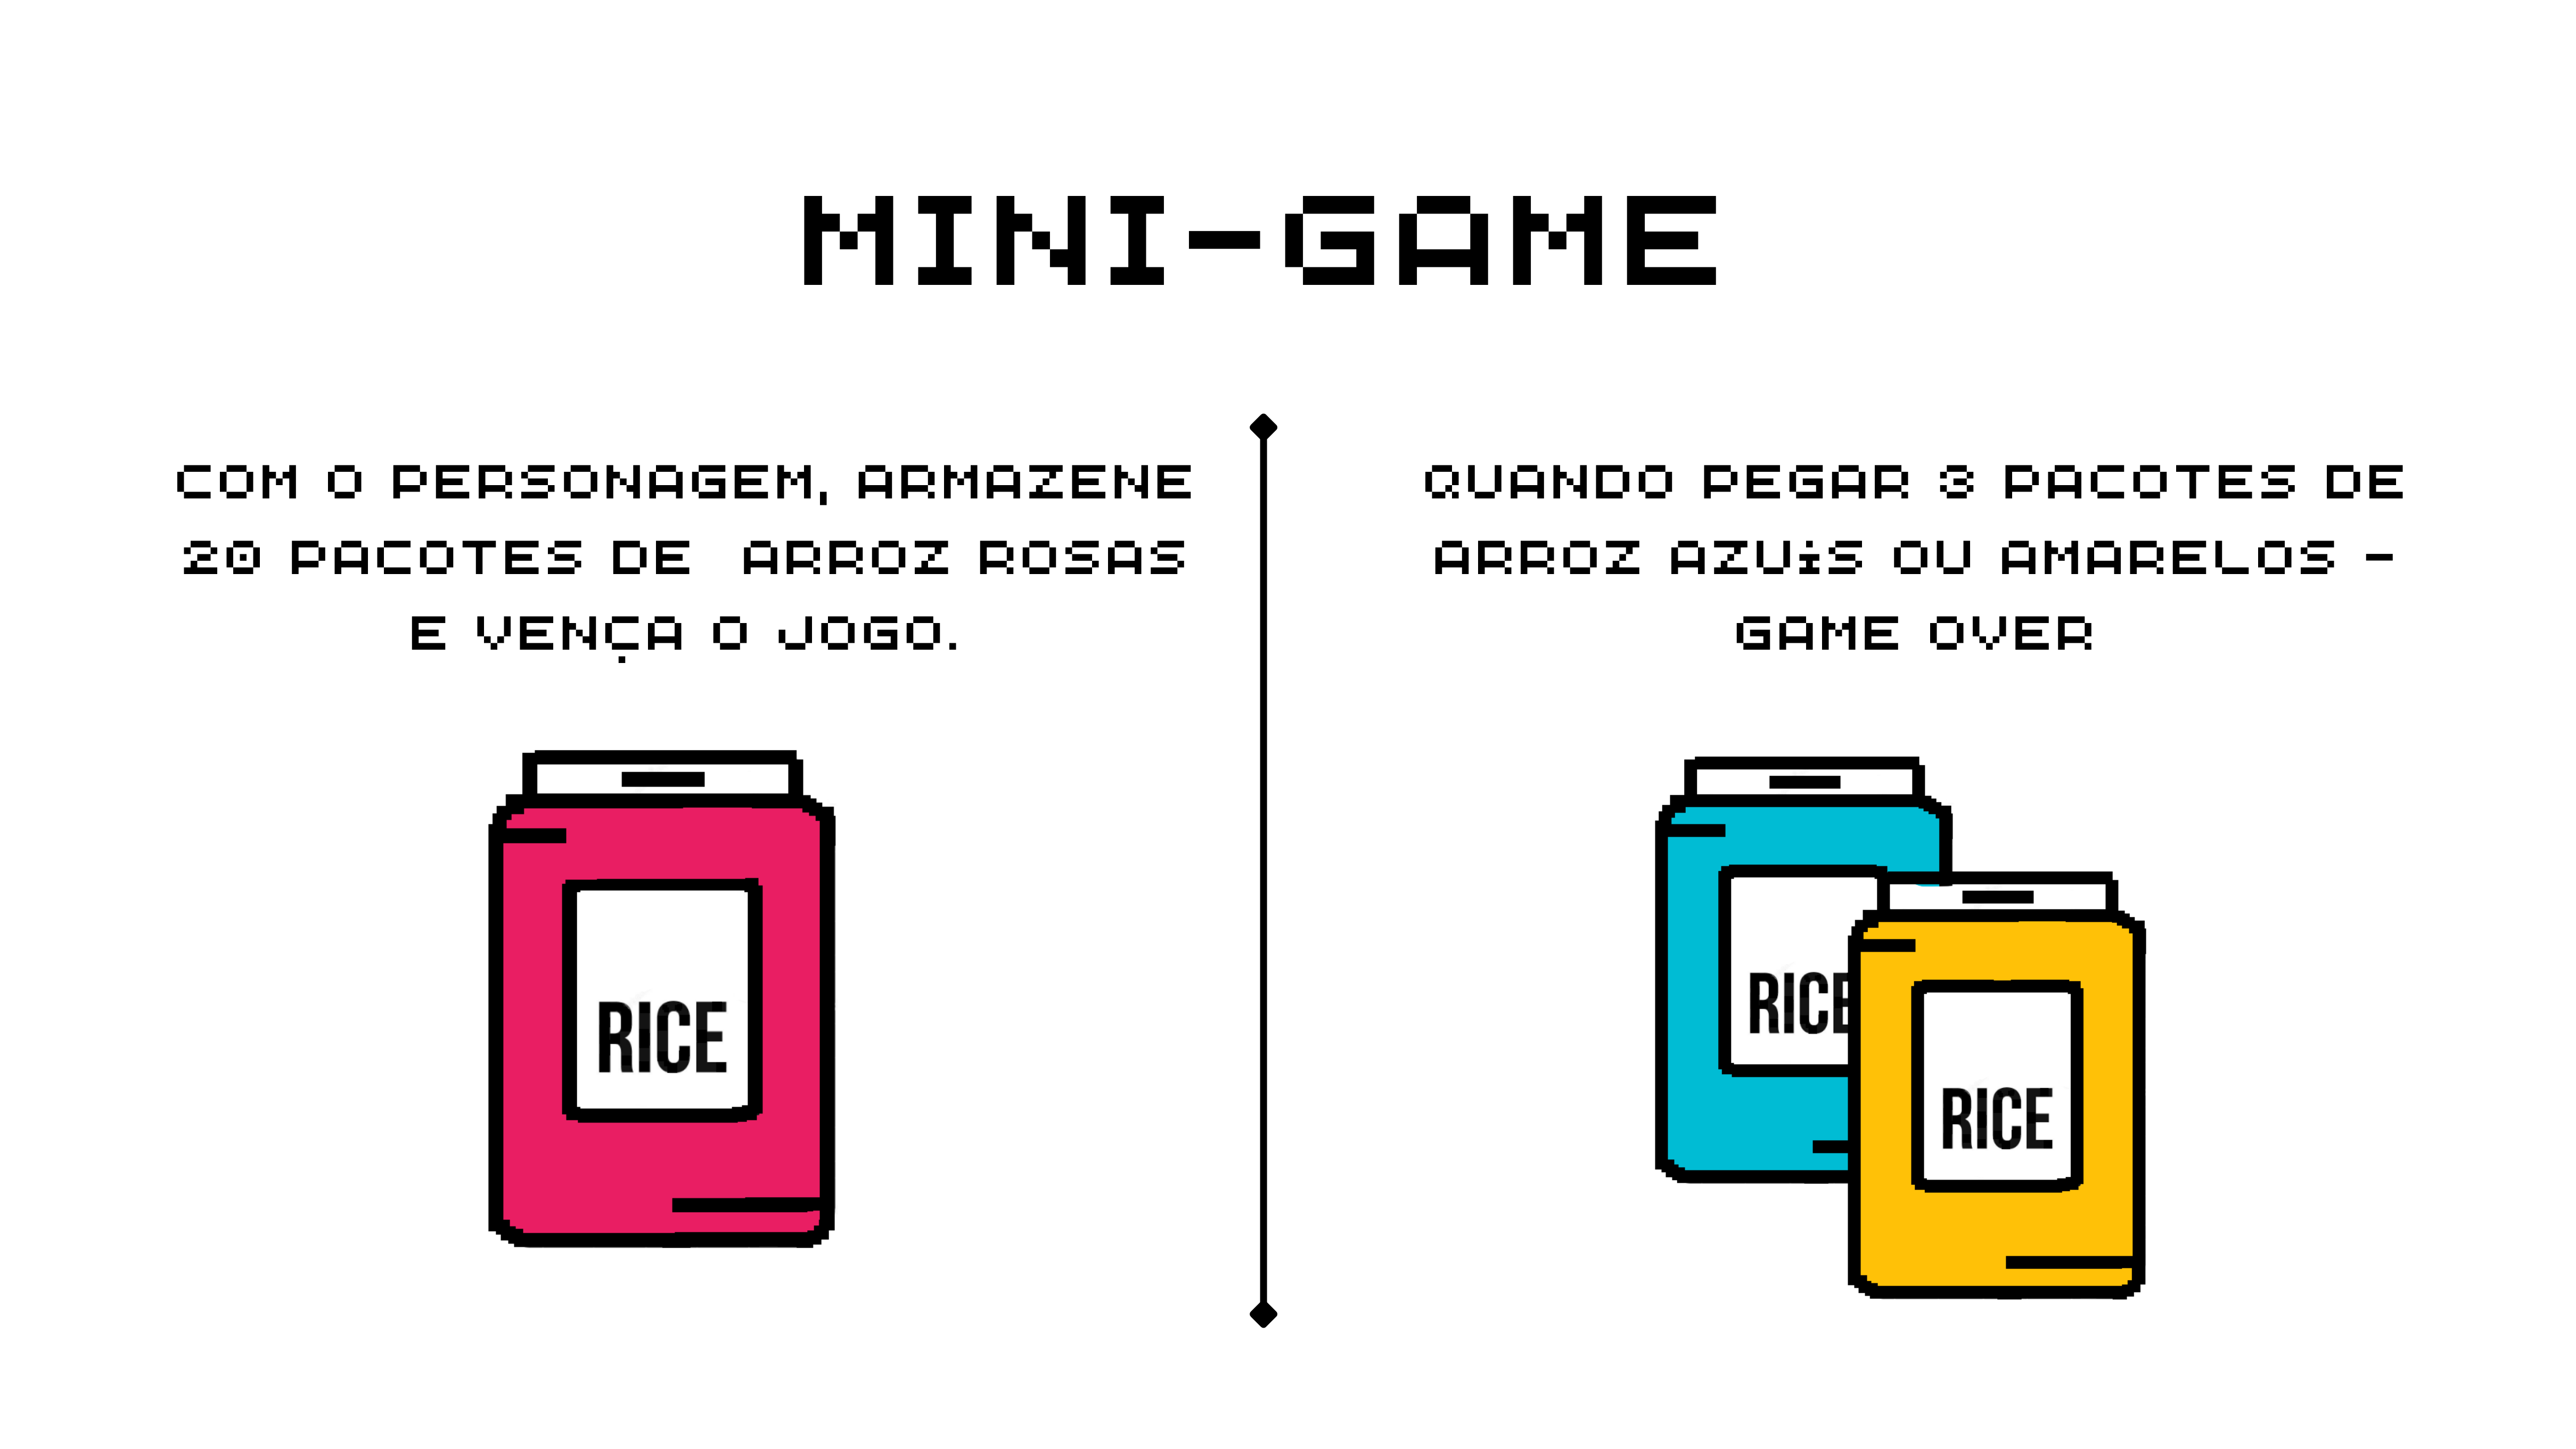 MINI-GAME
COM O PERSONAGEM, ARMAZENE
20 PACOTES DE ARROZ ROSAS
E VENÇA O JOGO.
QUANDO PEGAR 3 PACOTES DE
ARROZ AZUiS OU AMARELOS -
GAME OVER
RICE
RICE
RICE